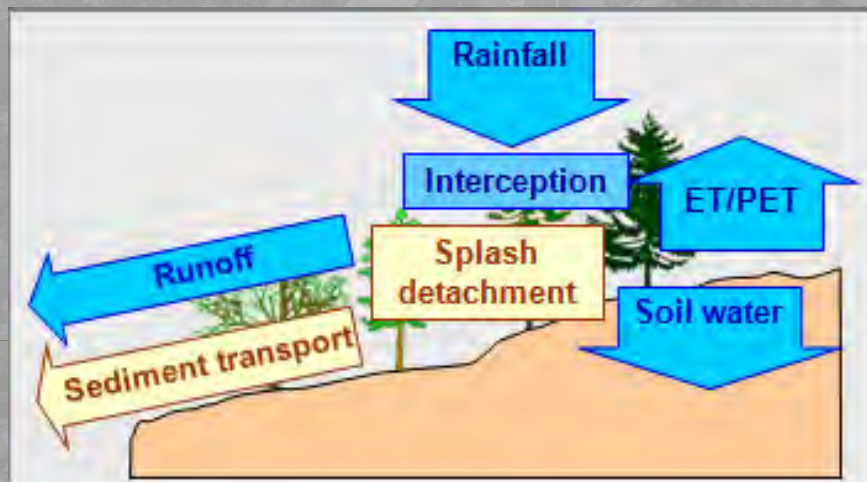 Rainfall
Interception
ET/PET
Splash
detachment
Runoff
Soil water
Sediment transport